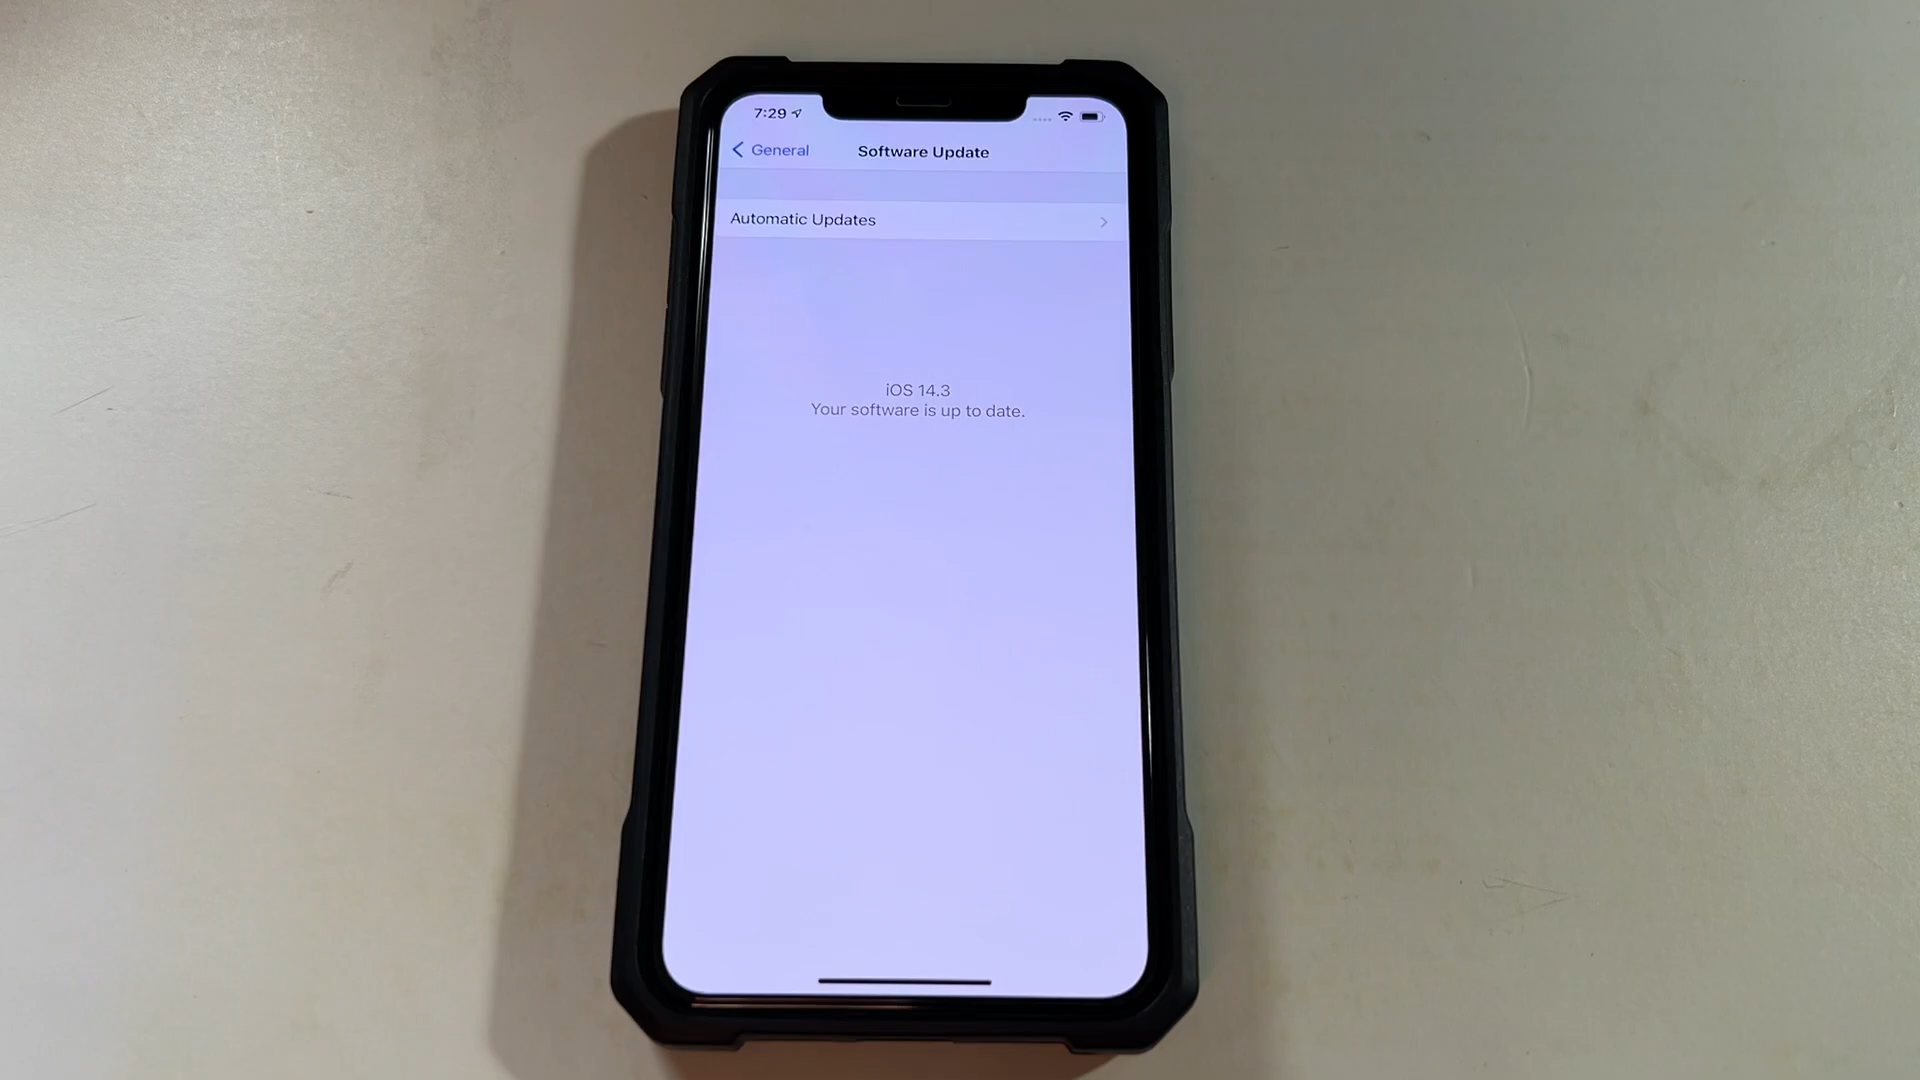 7:29
General
Software Update
Automatic Updates
iOS 14.3
Your software is up to date.